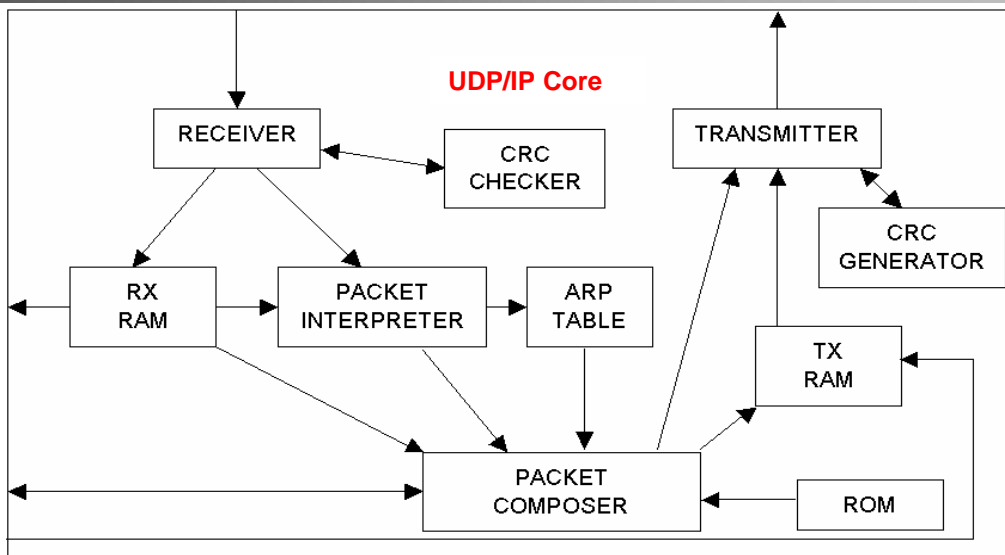 UDP/IP Core
RECEIVER
TRANSMITTER
CRC
CHECKER
CRC
GENERATOR
RX
RAM
PACKET
INTERPRETER
ARP
TABLE
TX
RAM
PACKET
COMPOSER
ROM